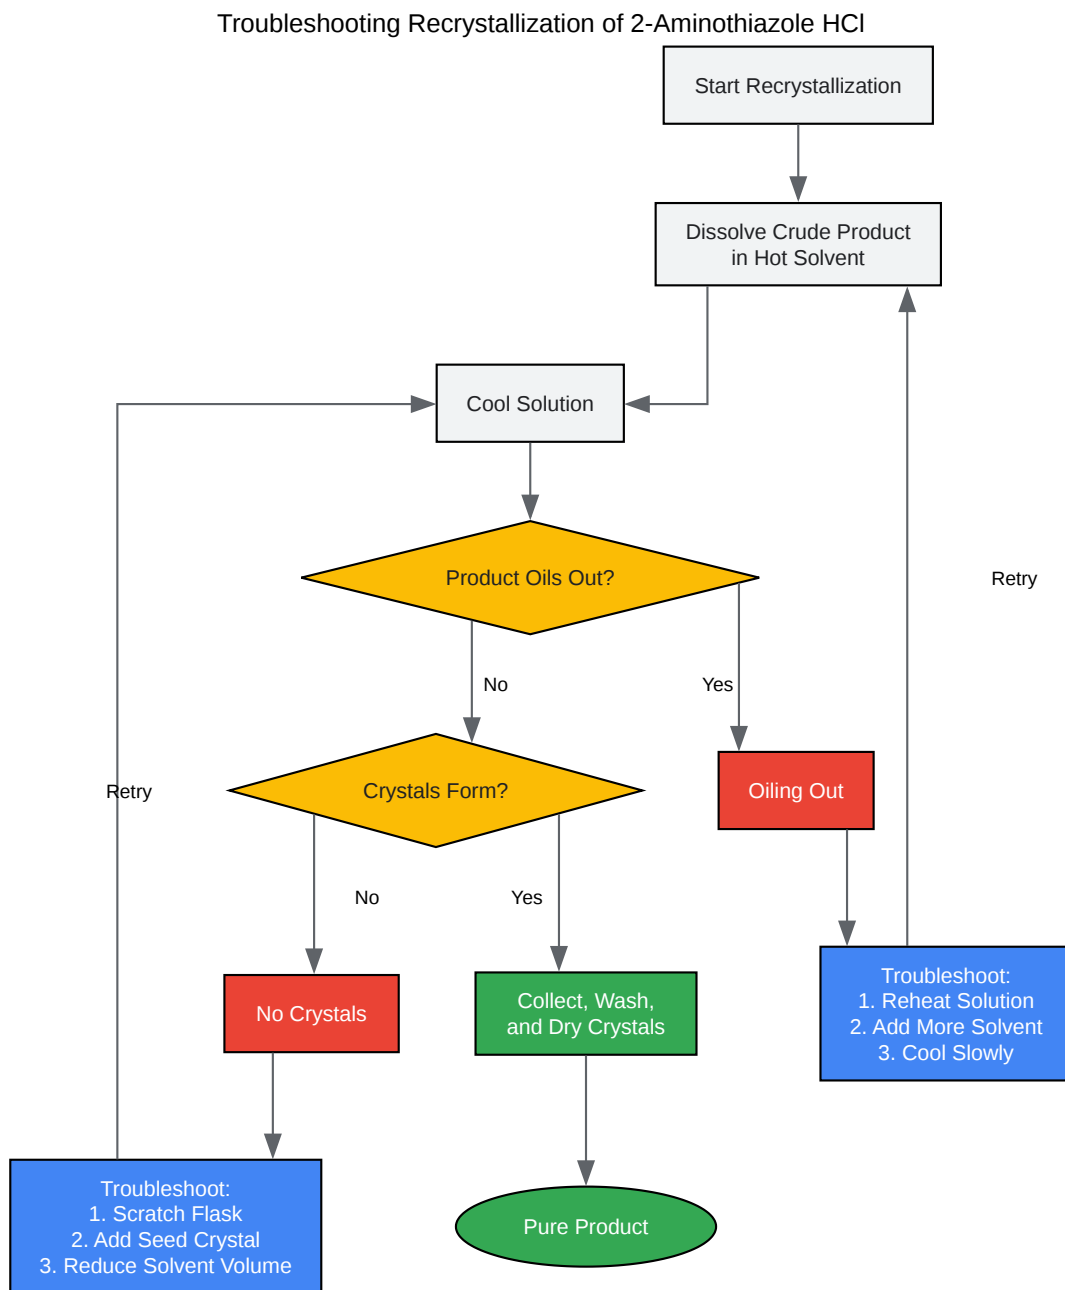 Troubleshooting Recrystallization of 2-Aminothiazole HCl
Start Recrystallization
Dissolve Crude Product
in Hot Solvent
Cool Solution
Product Oils Out?
Retry
No
Yes
Crystals Form?
Oiling Out
Retry
No
Yes
No Crystals
Collect, Wash,
and Dry Crystals
Troubleshoot:
1. Reheat Solution
2. Add More Solvent
3. Cool Slowly
Troubleshoot:
1. Scratch Flask
2. Add Seed Crystal
3. Reduce Solvent Volume
Pure Product